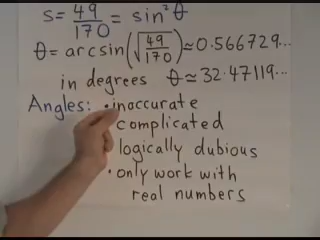 s = 49/170 = sin²θ
θ = arcsin(√(49/170)) ≈ 0.566729...
in degrees θ ≃ 32.47119...
Angles: • inaccurate
complicated
logically dubious
• only work with
real numbers